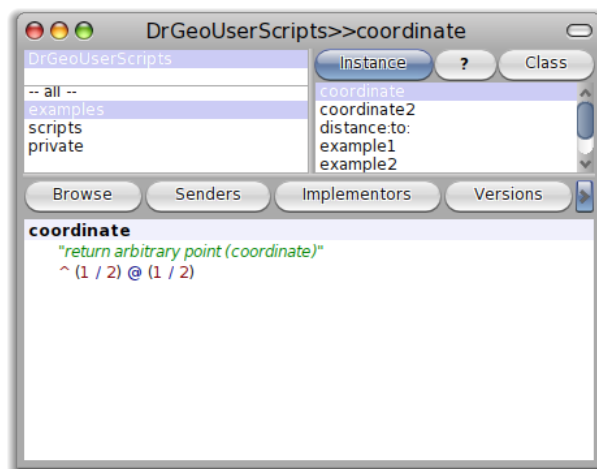 DrGeoUserScripts>>coordinate
DrGeoUserScripts
Instance ? Class
-- all --
examples
scripts
private
coordinate
coordinate2
distance:to:
example1
example2
Browse Senders Implementors Versions
coordinate
"return arbitrary point (coordinate)"
^ (1 / 2) @ (1 / 2)